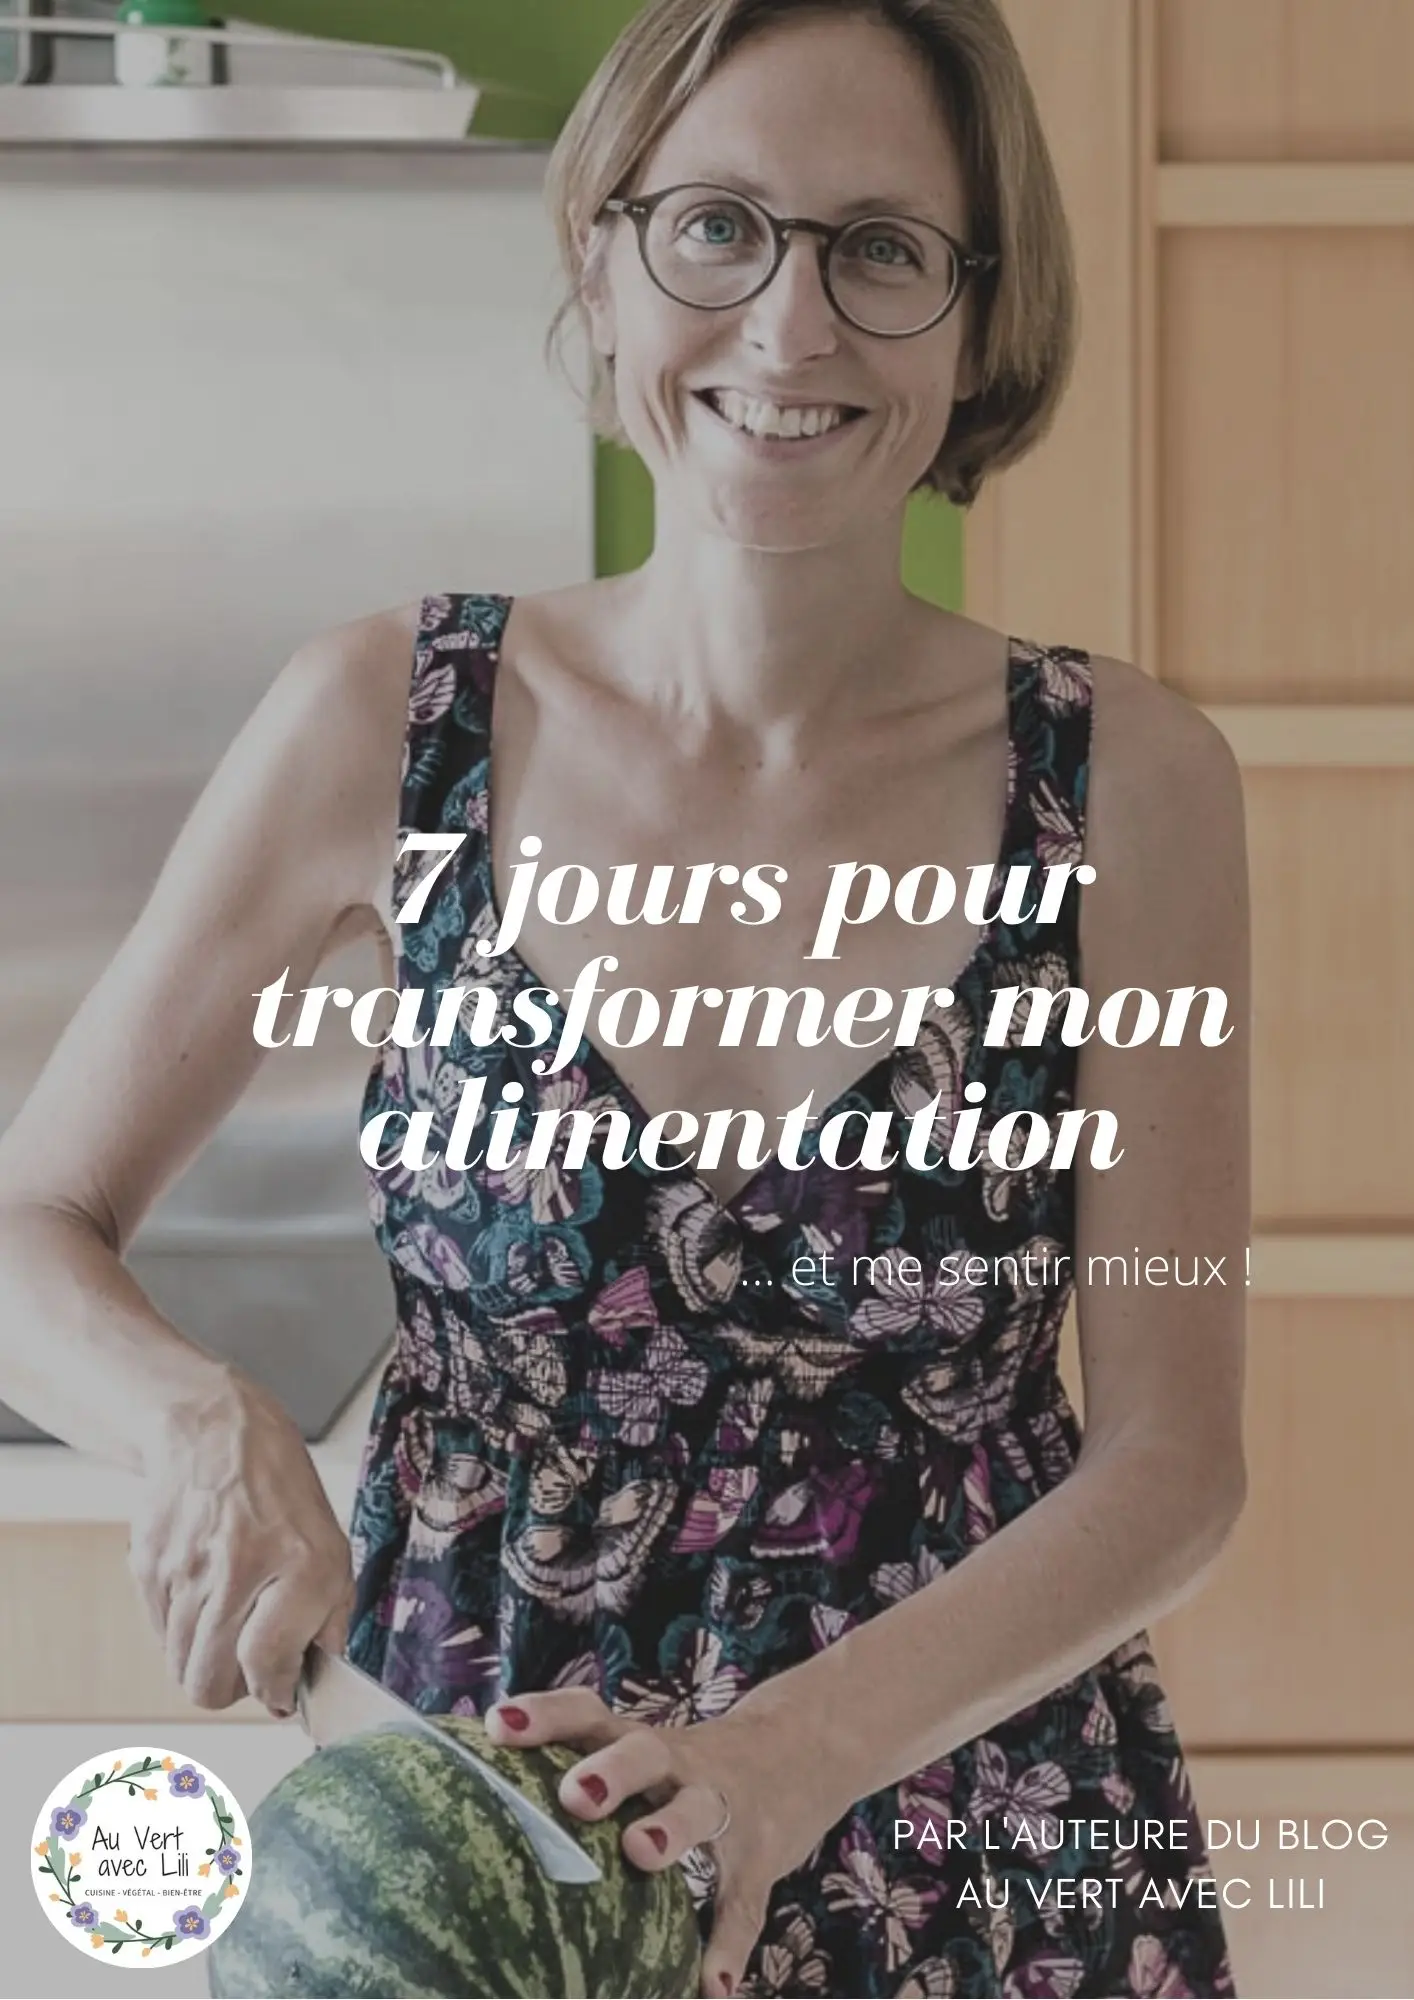 7 jours pour
transformer mon
alimentation
... et me sentir mieux !
Au Vert
avec Lili
CUISINE - VÉGÉTAL - BIEN-ÊTRE
PAR L'AUTEURE DU BLOG
AU VERT AVEC LILI